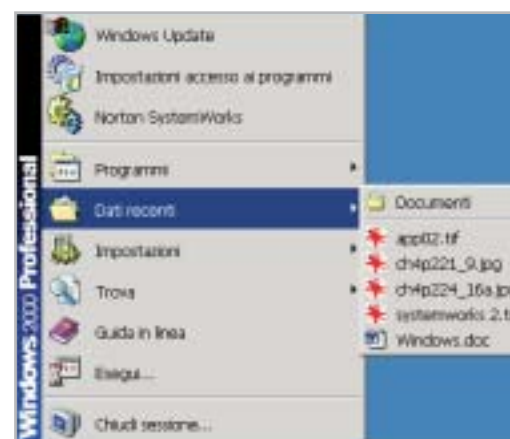 Windows Update
Impostazioni accesso ai programmi
Norton SystemWorks
Programmi
Dati recenti
Impostazioni
Trova
Guida in linea
Esegui...
Chiudi sessione...
Documenti
app02.tif
ch4p221_9.jpg
ch4p224_16a.jp
systemworks 2.t
Windows.doc
Windows 2000 Professional